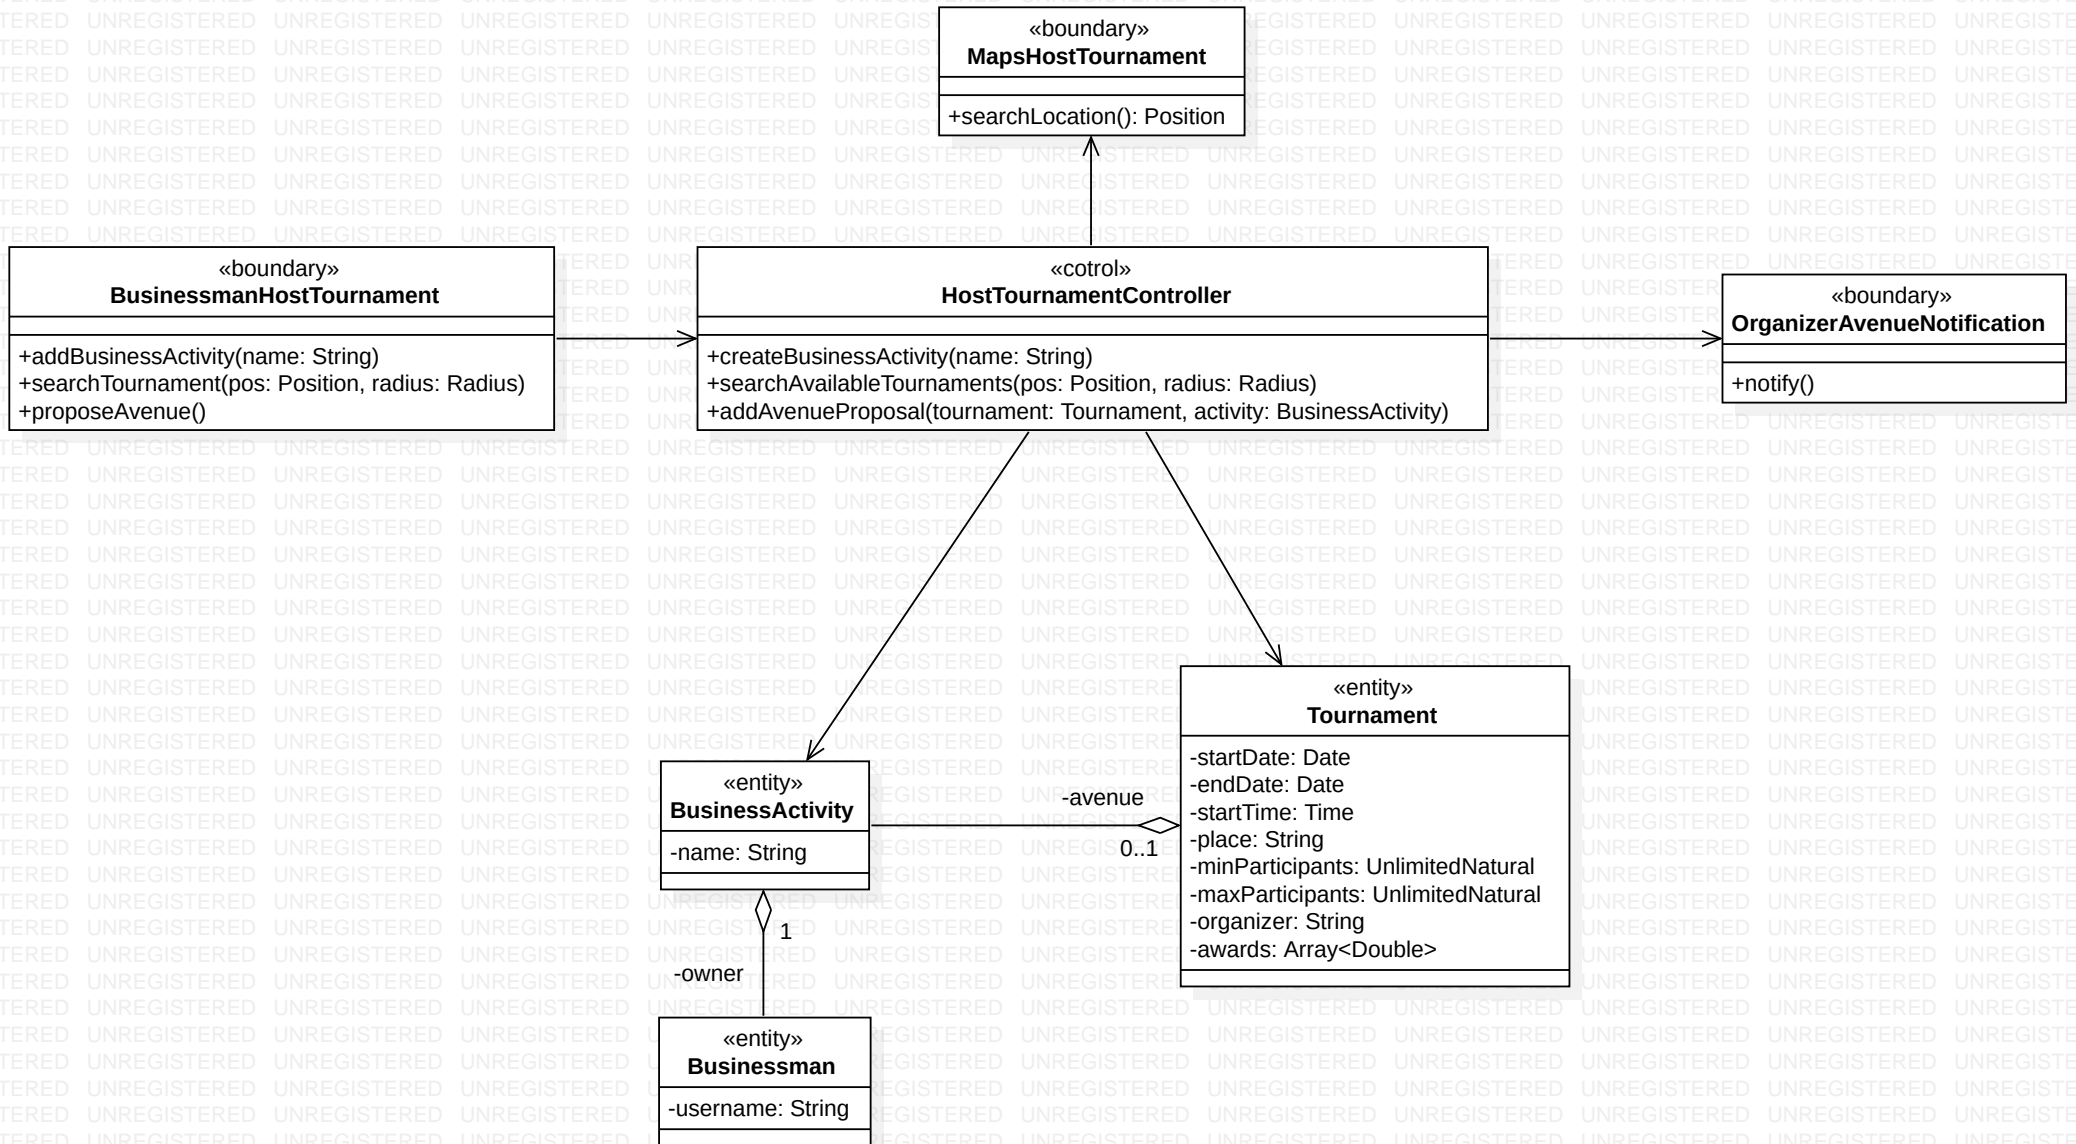 «boundary»
MapsHostTournament
+searchLocation(): Position
«boundary»
BusinessmanHostTournament
+addBusinessActivity(name: String)
+searchTournament(pos: Position, radius: Radius)
+proposeAvenue()
«cotrol»
HostTournamentController
+createBusinessActivity(name: String)
+searchAvailableTournaments(pos: Position, radius: Radius)
+addAvenueProposal(tournament: Tournament, activity: BusinessActivity)
«boundary»
OrganizerAvenueNotification
+notify()
«entity»
Tournament
-startDate: Date
-endDate: Date
-startTime: Time
-place: String
-minParticipants: UnlimitedNatural
-maxParticipants: UnlimitedNatural
-organizer: String
-awards: Array<Double>
«entity»
BusinessActivity
-name: String
-avenue
0..1
1
-owner
«entity»
Businessman
-username: String
UNREGISTERED